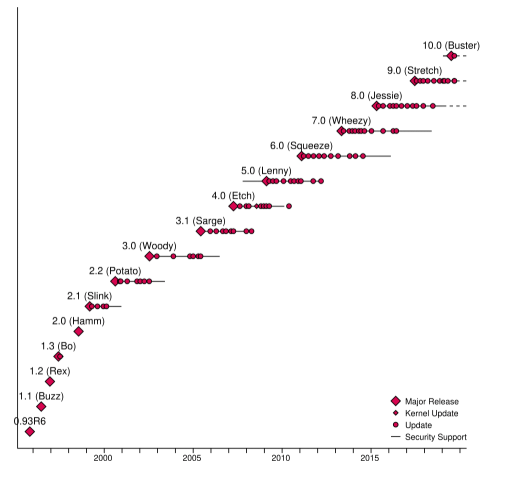 10.0 (Buster)
9.0 (Stretch)
8.0 (Jessie)
7.0 (Wheezy)
6.0 (Squeeze)
5.0 (Lenny)
4.0 (Etch)
3.1 (Sarge)
3.0 (Woody)
2.2 (Potato)
2.1 (Slink)
2.0 (Hamm)
1.3 (Bo)
1.2 (Rex)
1.1 (Buzz)
0.93R6
Major Release
Kernel Update
Update
Security Support
2000 2005 2010 2015